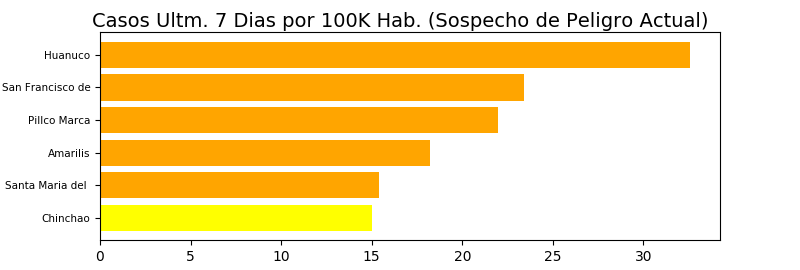 Casos Ultm. 7 Dias por 100K Hab. (Sospecho de Peligro Actual)
Huanuco
San Francisco de
Pillco Marca
Amarilis
Santa Maria del
Chinchao
0 5 10 15 20 25 30